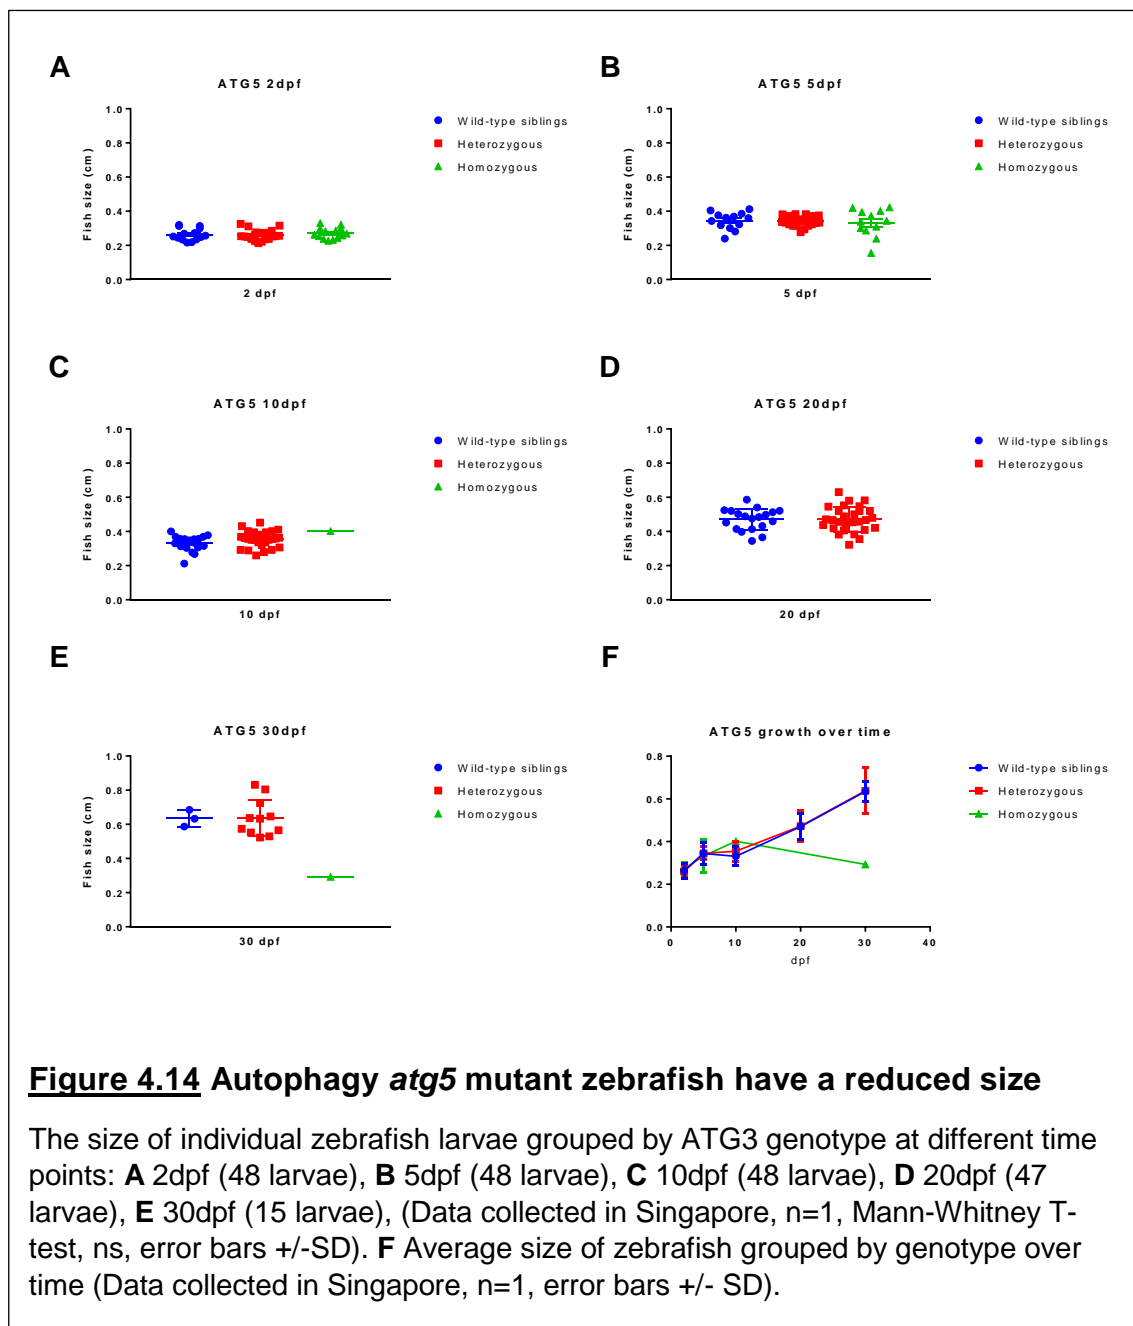 A
ATG5 2dpf
Fish size (cm)
1.0
0.8
0.6
0.4
0.2
0.0
2 dpf
Wild-type siblings
Heterozygous
Homozygous
B
ATG5 5dpf
Fish size (cm)
1.0
0.8
0.6
0.4
0.2
0.0
5 dpf
Wild-type siblings
Heterozygous
Homozygous
C
ATG5 10dpf
Fish size (cm)
1.0
0.8
0.6
0.4
0.2
0.0
10 dpf
Wild-type siblings
Heterozygous
Homozygous
D
ATG5 20dpf
Fish size (cm)
1.0
0.8
0.6
0.4
0.2
0.0
20 dpf
Wild-type siblings
Heterozygous
E
ATG5 30dpf
Fish size (cm)
1.0
0.8
0.6
0.4
0.2
0.0
30 dpf
Wild-type siblings
Heterozygous
Homozygous
F
ATG5 growth over time
Fish size (cm)
0.8
0.6
0.4
0.2
0.0
0 10 20 30 40
dpf
Wild-type siblings
Heterozygous
Homozygous
Figure 4.14 Autophagy atg5 mutant zebrafish have a reduced size
The size of individual zebrafish larvae grouped by ATG3 genotype at different time
points: A 2dpf (48 larvae), B 5dpf (48 larvae), C 10dpf (48 larvae), D 20dpf (47
larvae), E 30dpf (15 larvae), (Data collected in Singapore, n=1, Mann-Whitney T-
test, ns, error bars +/-SD). F Average size of zebrafish grouped by genotype over
time (Data collected in Singapore, n=1, error bars +/- SD).